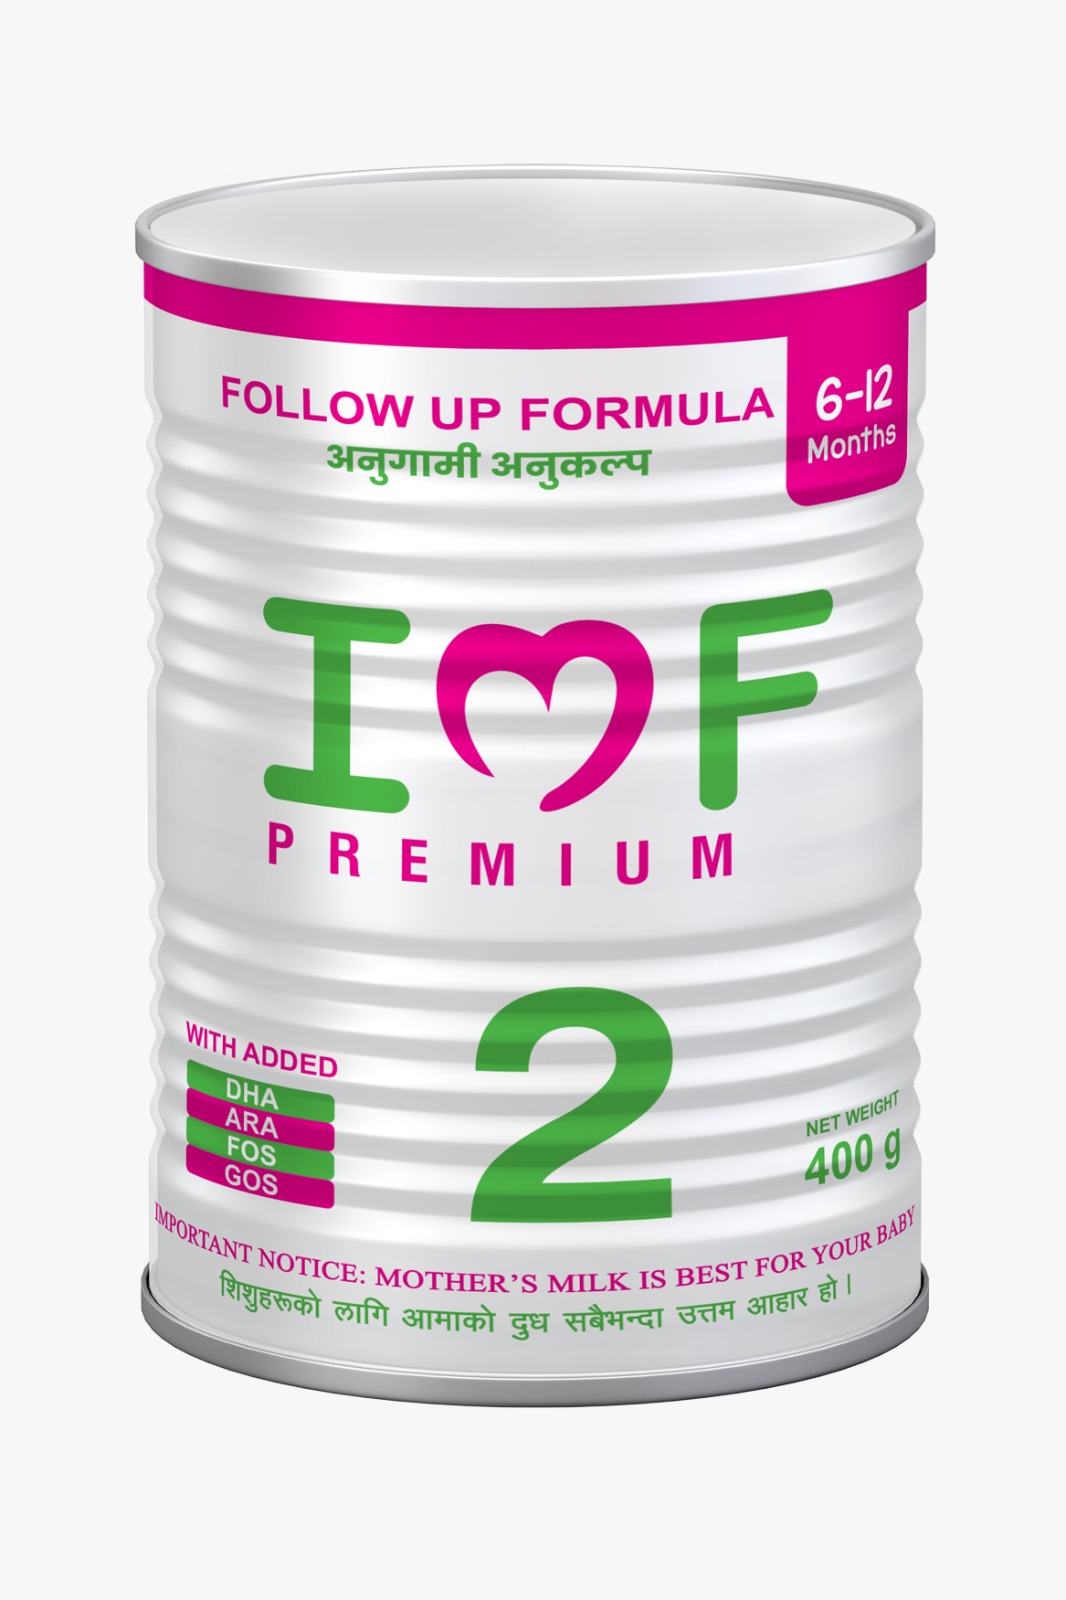 FOLLOW UP FORMULA
अनुगामी अनुकल्प
6-12
Months
IMF
PREMIUM
2
WITH ADDED
DHA
ARA
FOS
GOS
NET WEIGHT
400 g
IMPORTANT NOTICE: MOTHER'S MILK IS BEST FOR YOUR BABY
शिशुहरूको लागि आमाको दुध सबैभन्दा उत्तम आहार हो।